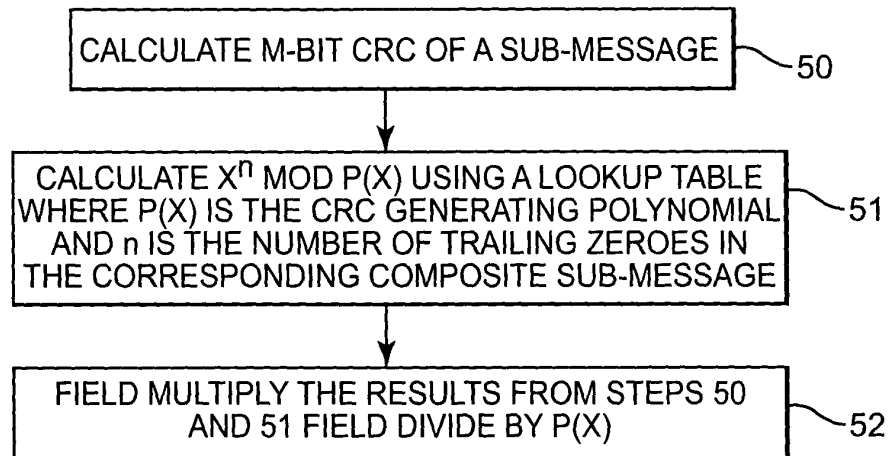 CALCULATE M-BIT CRC OF A SUB-MESSAGE
50
CALCULATE Xⁿ MOD P(X) USING A LOOKUP TABLE
WHERE P(X) IS THE CRC GENERATING POLYNOMIAL
AND n IS THE NUMBER OF TRAILING ZEROES IN
THE CORRESPONDING COMPOSITE SUB-MESSAGE
51
FIELD MULTIPLY THE RESULTS FROM STEPS 50
AND 51 FIELD DIVIDE BY P(X)
52